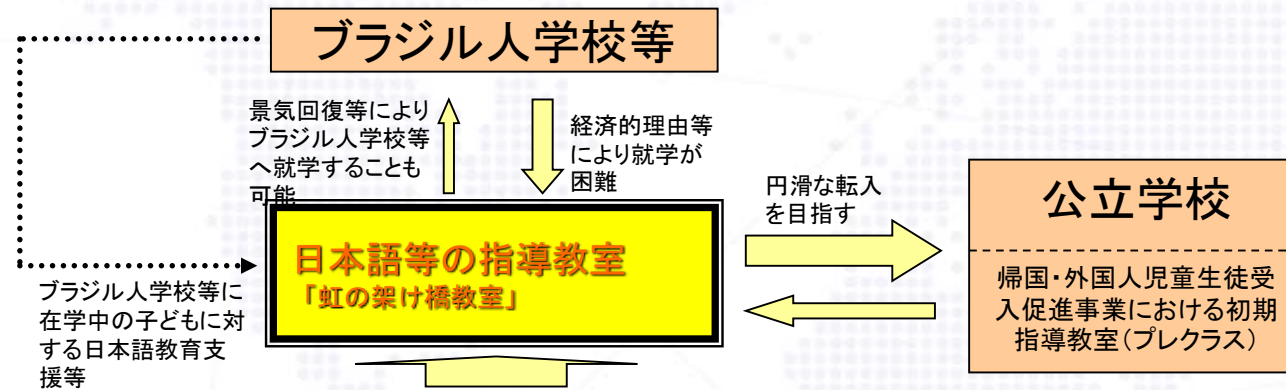 ブラジル人学校等
景気回復等により
ブラジル人学校等
へ就学することも
可能
経済的理由等
により就学が
困難
円滑な転入
を目指す
公立学校
帰国・外国人児童生徒受
入促進事業における初期
指導教室(プレクラス)
日本語等の指導教室
「虹の架け橋教室」
ブラジル人学校等に
在学中の子どもに対
する日本語教育支
援等